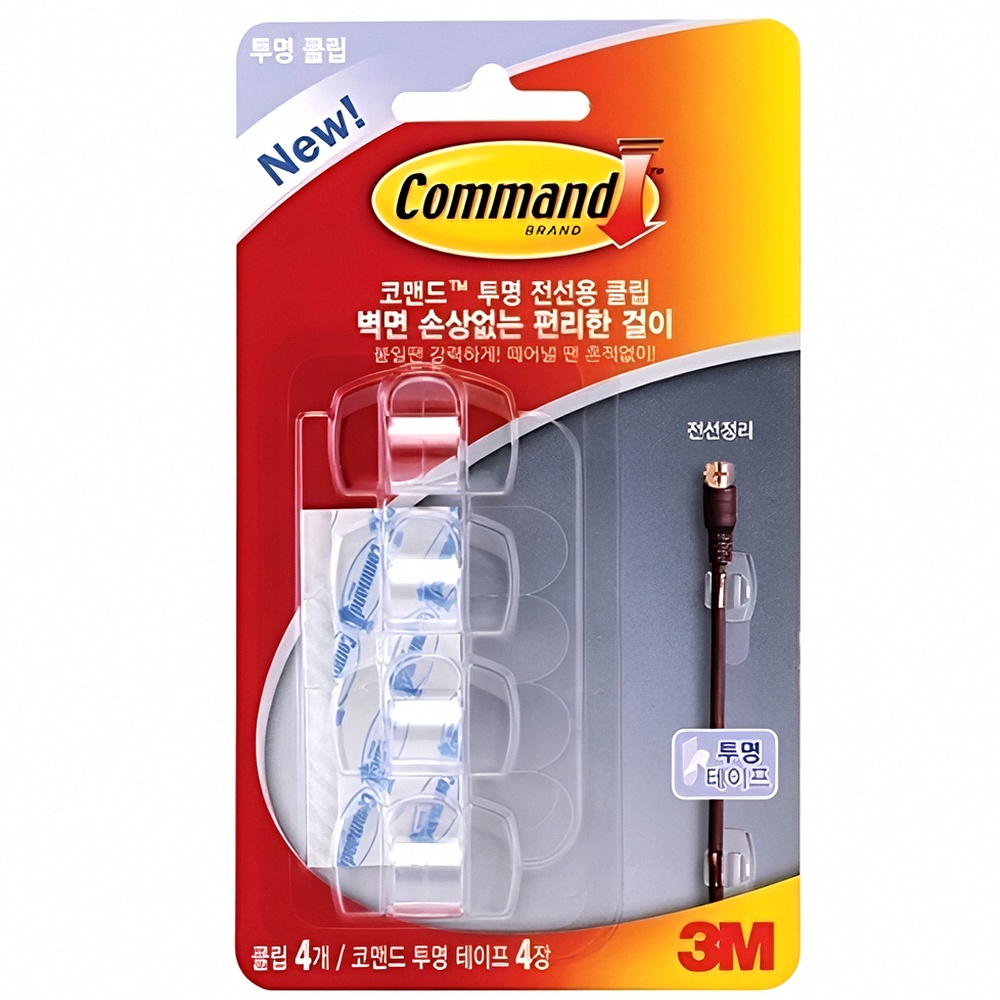 투명 클립
New!
Command™
BRAND
코맨드™ 투명 전선용 클립
벽면 손상없는 편리한 걸이
붙일땐 강력하게! 떼어낼 땐 흔적없이!
전선정리
Command
Command
투명
테이프
클립 4개 / 코맨드 투명 테이프 4장
3M